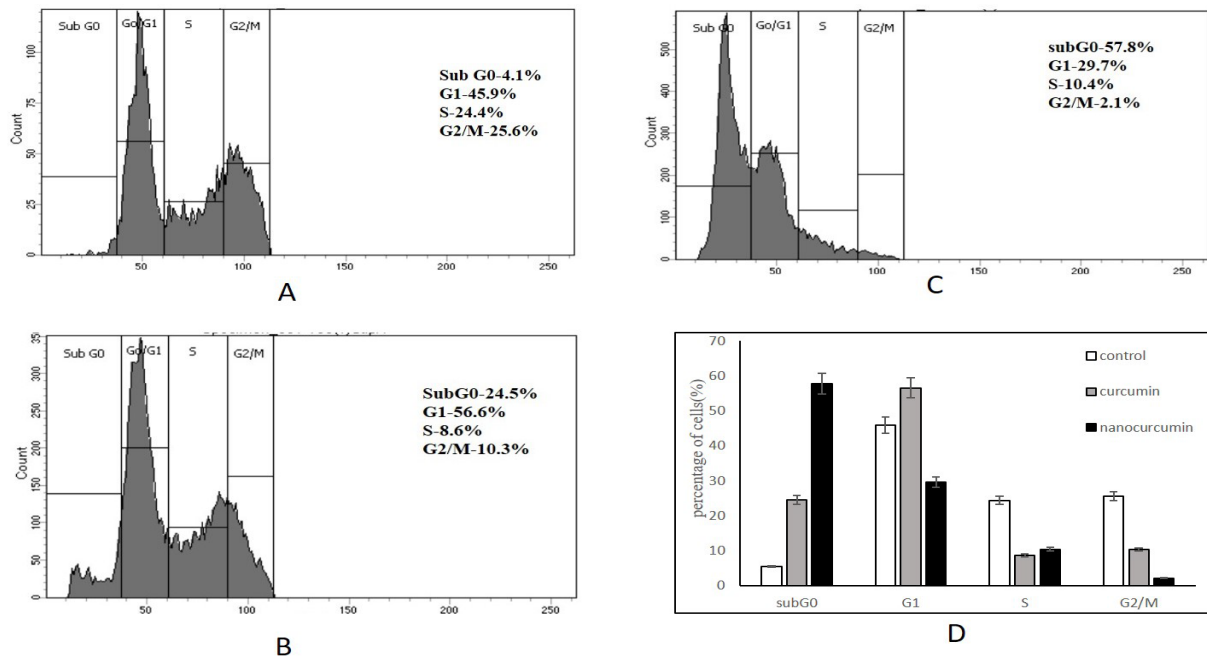 Sub G0
Go/G1
S
G2/M
Sub G0-4.1%
G1-45.9%
S-24.4%
G2/M-25.6%
Count
100
75
50
25
0
50
100
150
200
250
A
Sub G0
Go/G1
S
G2/M
SubG0-24.5%
G1-56.6%
S-8.6%
G2/M-10.3%
Count
300
250
200
150
100
50
0
50
100
150
200
250
B
Sub G0
Go/G1
S
G2/M
subG0-57.8%
G1-29.7%
S-10.4%
G2/M-2.1%
Count
500
400
300
200
100
0
50
100
150
200
250
C
percentage of cells(%)
70
60
50
40
30
20
10
0
control
curcumin
nanocurcumin
subG0
G1
S
G2/M
D